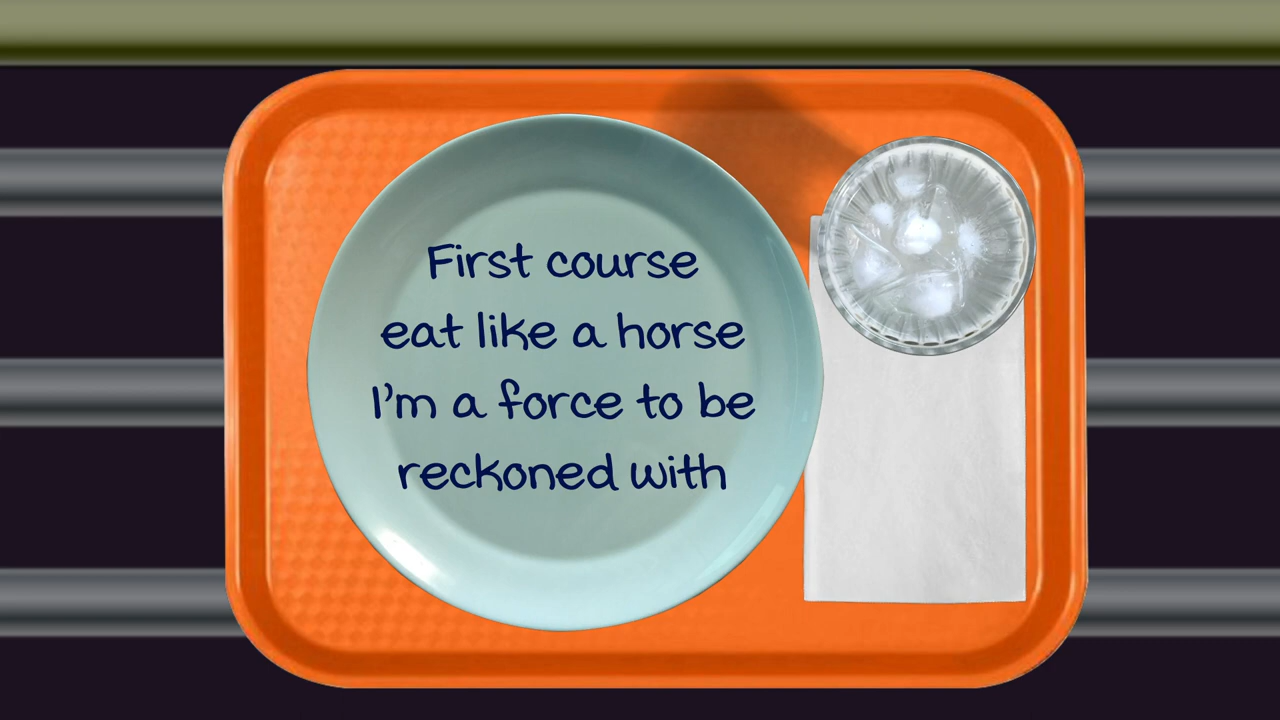 First course
eat like a horse
I'm a force to be
reckoned with